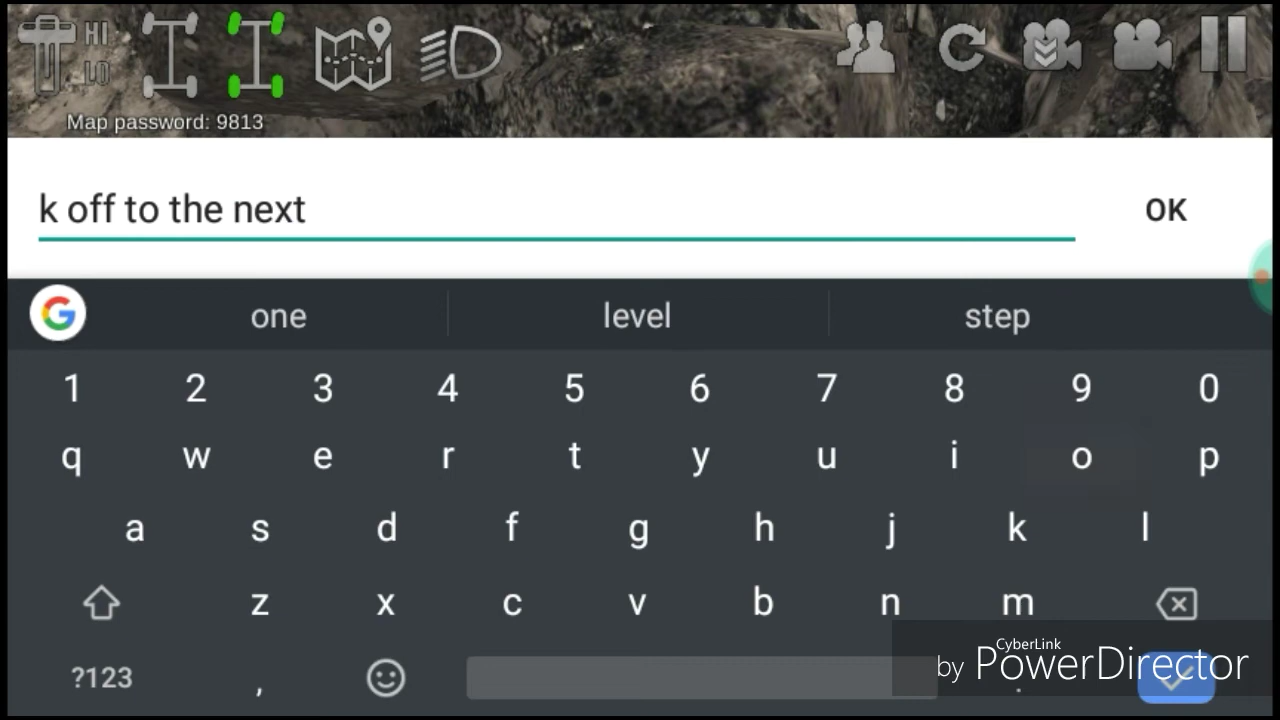 HI
LO
Map password: 9813
k off to the next
OK
G
one level step
1 2 3 4 5 6 7 8 9 0
q w e r t y u i o p
a s d f g h j k l
z x c v b n m
?123 , .
CyberLink
by PowerDirector